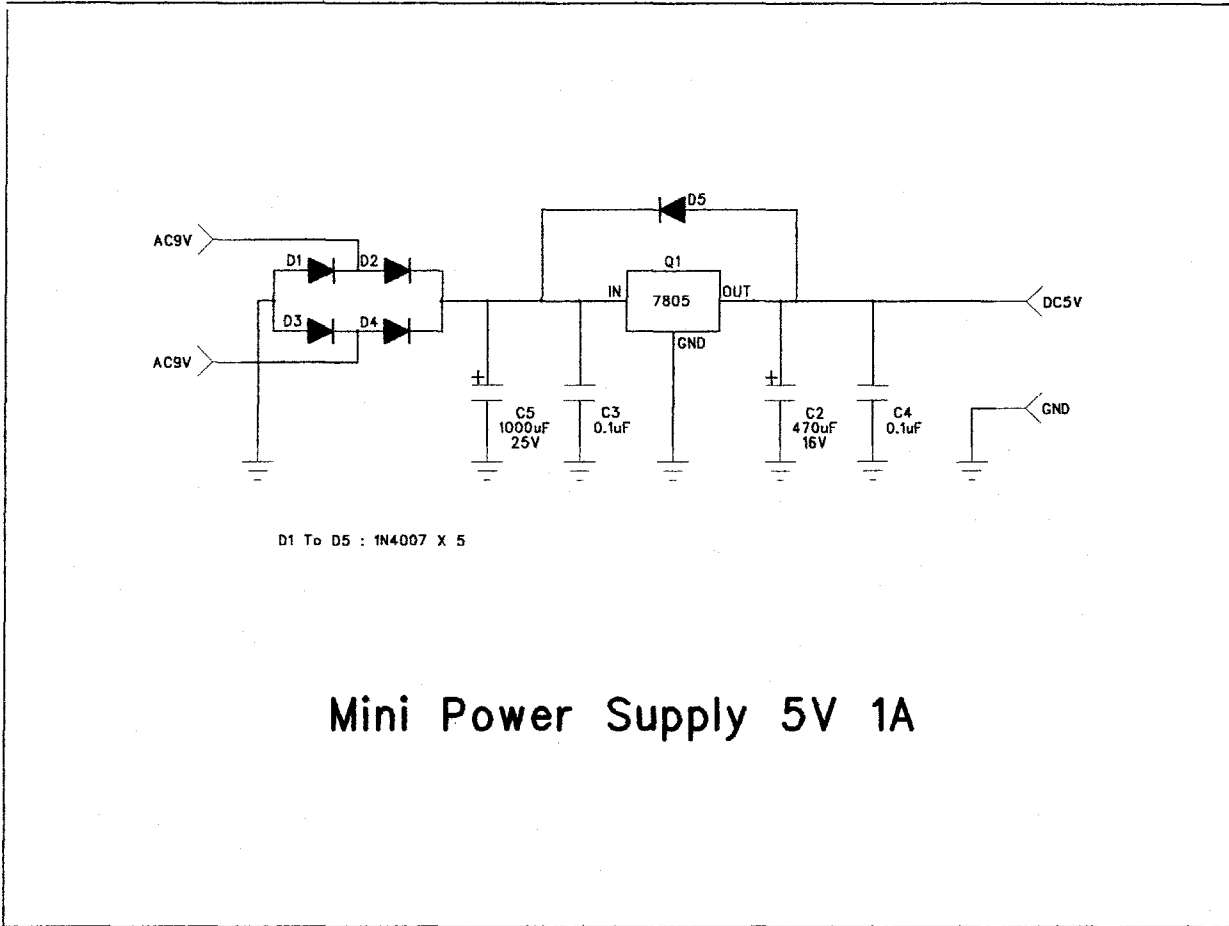 D5
AC9V
D1
D2
Q1
IN
7805
OUT
DC5V
D3
D4
GND
AC9V
+
C5
1000uF
25V
C3
0.1uF
+
C2
470uF
16V
C4
0.1uF
GND
D1 To D5 : 1N4007 X 5
Mini Power Supply 5V 1A